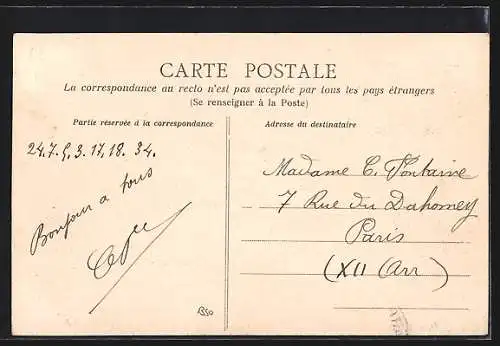 CARTE POSTALE
La correspondance au recto n'est pas acceptée par tous les pays étrangers
(Se renseigner à la Poste)
Partie réservée à la correspondance
Adresse du destinataire
24.7.5.3.17.18.34.
Bonjour a tous
Madame C. Fontaine
7 Rue du Dahomey
Paris
(XII Arr)